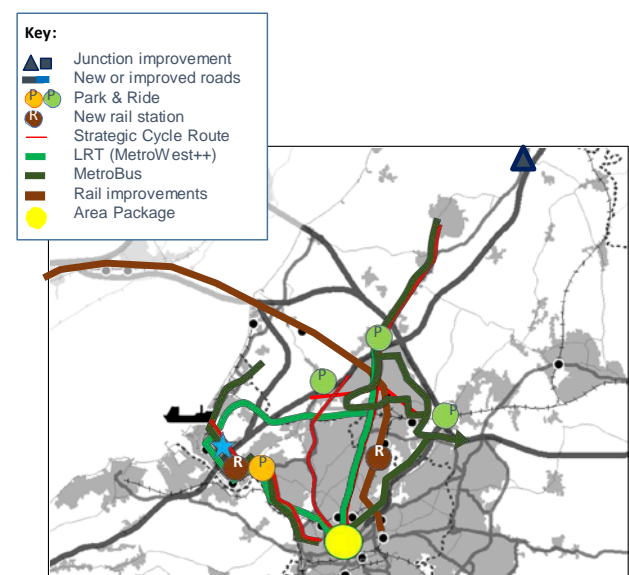 Key:
Junction improvement
New or improved roads
P P Park & Ride
R New rail station
Strategic Cycle Route
LRT (MetroWest++)
MetroBus
Rail improvements
Area Package
P
P
P
R
R P